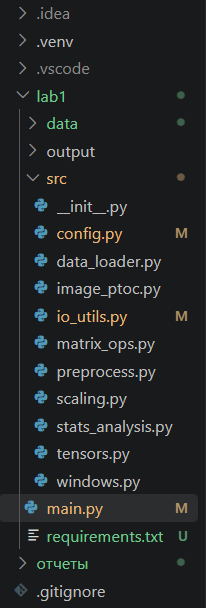 .idea
.venv
.vscode
lab1
data
output
src
__init__.py
config.py M
data_loader.py
image_ptoc.py
io_utils.py M
matrix_ops.py
preprocess.py
scaling.py
stats_analysis.py
tensors.py
windows.py
main.py M
requirements.txt U
отчеты
.gitignore